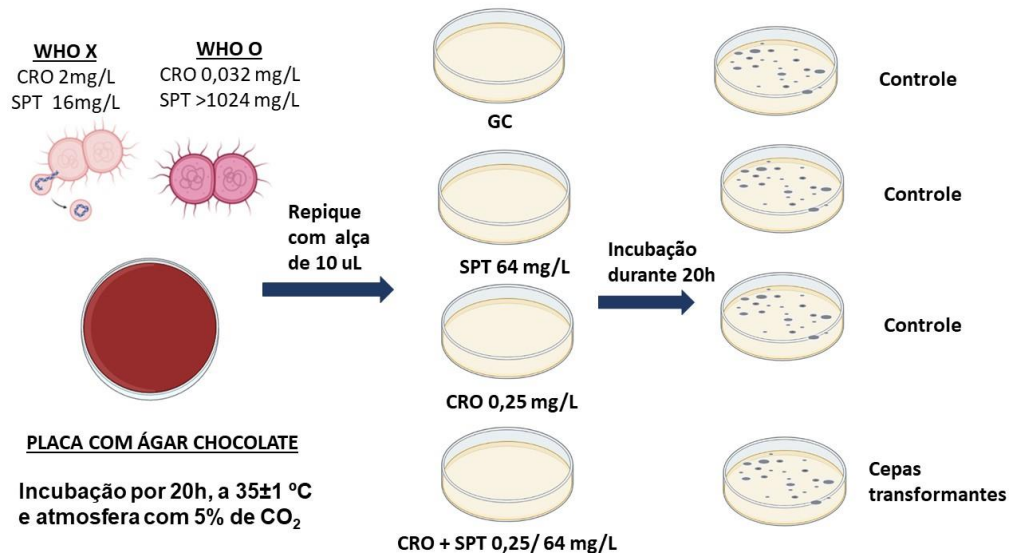 WHO X
CRO 2mg/L
SPT 16mg/L
WHO O
CRO 0,032 mg/L
SPT >1024 mg/L
PLACA COM ÁGAR CHOCOLATE
Incubação por 20h, a 35±1 ºC
e atmosfera com 5% de CO₂
Repique
com alça
de 10 uL
GC
SPT 64 mg/L
CRO 0,25 mg/L
CRO + SPT 0,25/ 64 mg/L
Incubação
durante 20h
Controle
Controle
Controle
Cepas
transformantes